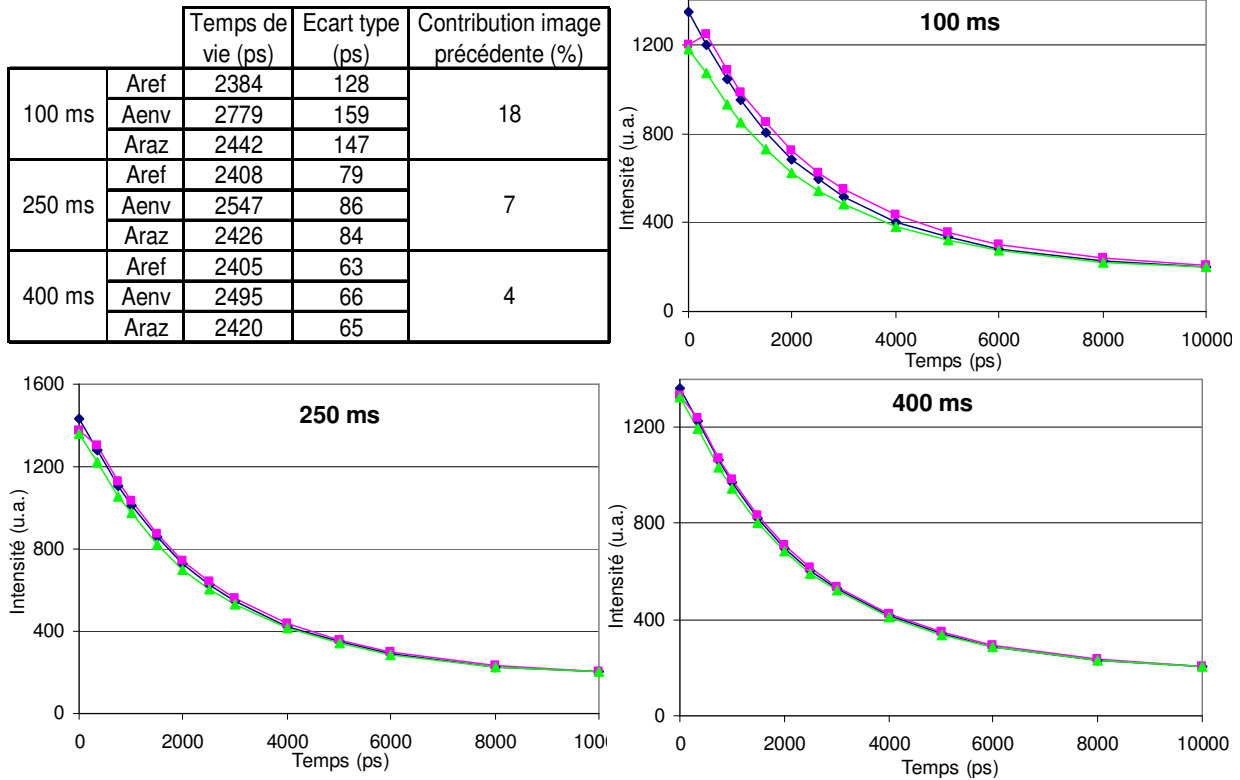 Temps de vie (ps) Ecart type (ps) Contribution image précédente (%)
100 ms Aref 2384 128 18
Aenv 2779 159
Araz 2442 147
250 ms Aref 2408 79 7
Aenv 2547 86
Araz 2426 84
400 ms Aref 2405 63 4
Aenv 2495 66
Araz 2420 65
100 ms
Intensité (u.a.)
1200
800
400
0
0 2000 4000 6000 8000 10000
Temps (ps)
250 ms
Intensité (u.a.)
1600
1200
800
400
0
0 2000 4000 6000 8000 1000
Temps (ps)
400 ms
Intensité (u.a.)
1200
800
400
0
0 2000 4000 6000 8000 10000
Temps (ps)